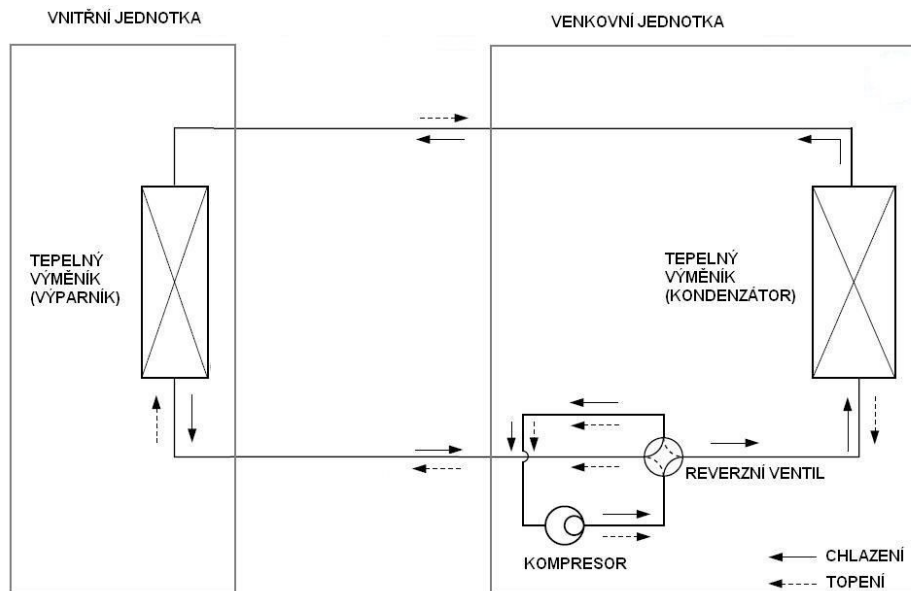 VNITŘNÍ JEDNOTKA
VENKOVNÍ JEDNOTKA
TEPELNÝ
VÝMĚNÍK
(VÝPARNÍK)
TEPELNÝ
VÝMĚNÍK
(KONDENZÁTOR)
REVERZNÍ VENTIL
KOMPRESOR
CHLAZENÍ
TOPENÍ